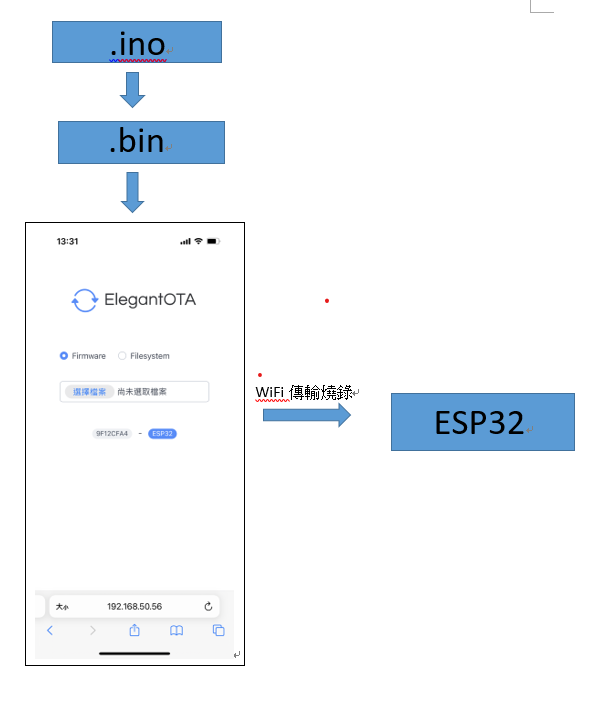 .ino
.bin
13:31
ElegantOTA
Firmware Filesystem
選擇檔案 尚未選取檔案
9F12CFA4 - ESP32
WiFi 傳輸燒錄
ESP32
大小 192.168.50.56